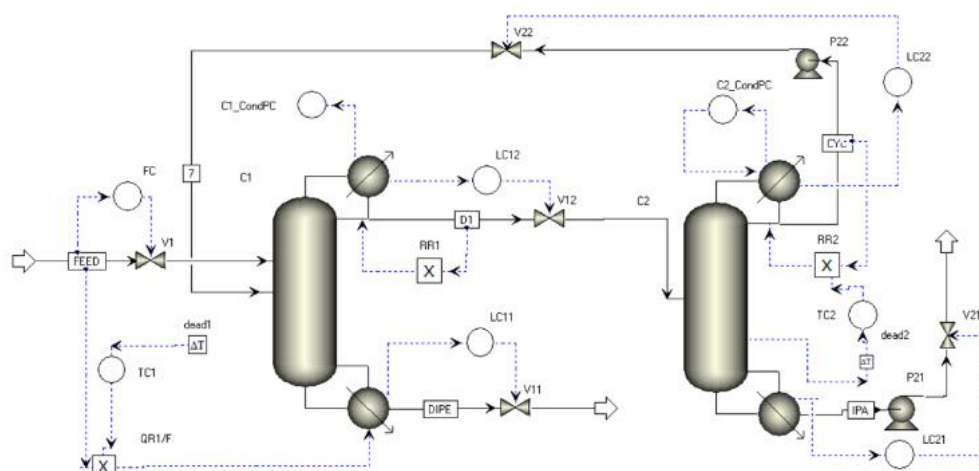 V22
P22
LC22
C1_CondPC
C2_CondPC
CYC
7
FC
C1
LC12
C2
V1
D1
V12
FEED
RR1
X
RR2
X
dead1
ΔT
LC11
TC2
dead2
V21
TC1
ΔT
P21
DIPE
V11
IPA
QR1/F
LC21
X